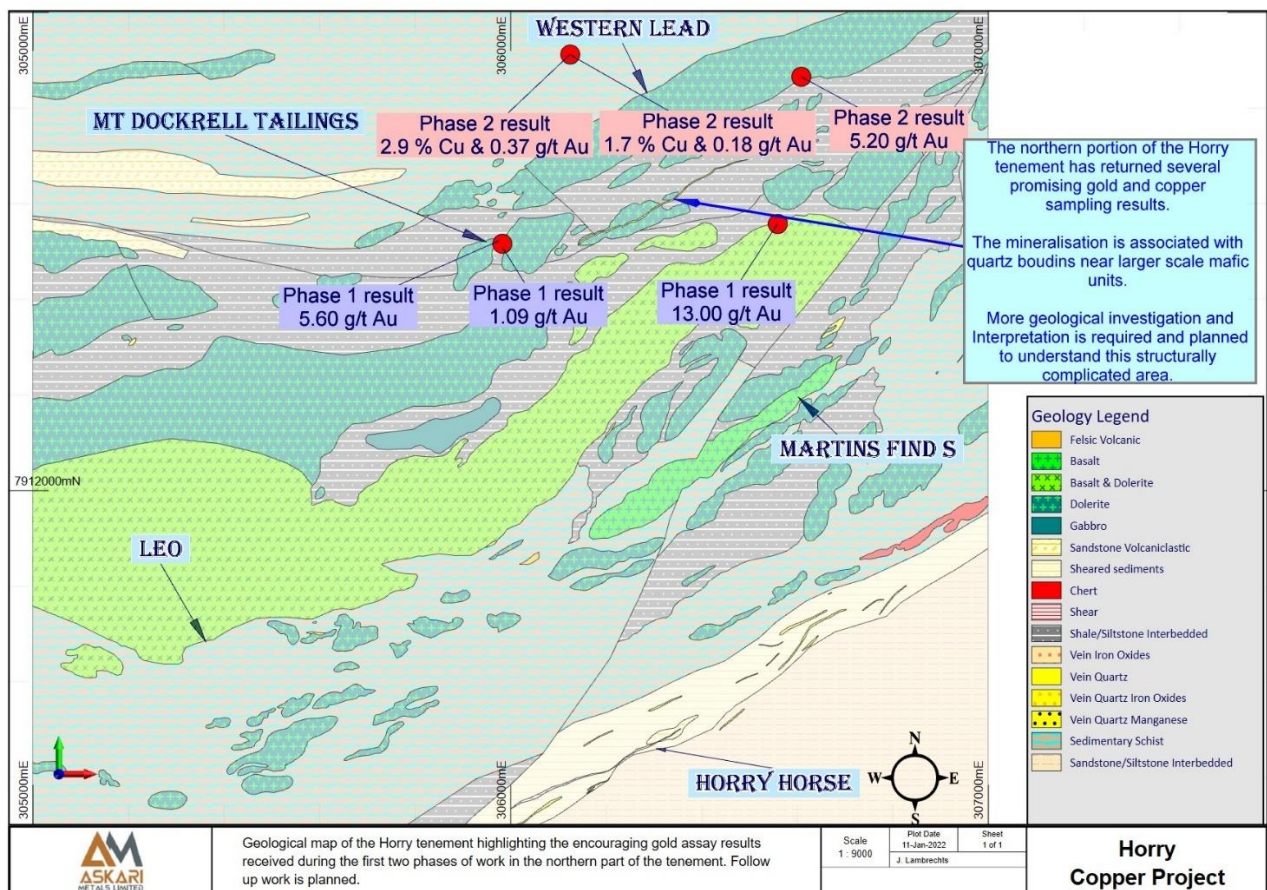 305000mE
306000mE
307000mE
WESTERN LEAD
MT DOCKRELL TAILINGS
Phase 2 result
2.9 % Cu & 0.37 g/t Au
Phase 2 result
1.7 % Cu & 0.18 g/t Au
Phase 2 result
5.20 g/t Au
The northern portion of the Horry
tenement has returned several
promising gold and copper
sampling results.
The mineralisation is associated with
quartz boudins near larger scale mafic
units.
More geological investigation and
Interpretation is required and planned
to understand this structurally
complicated area.
Phase 1 result
5.60 g/t Au
Phase 1 result
1.09 g/t Au
Phase 1 result
13.00 g/t Au
MARTINS FIND S
7912000mN
LEO
HORRY HORSE
N
W
E
S
305000mE
306000mE
307000mE
Geology Legend
Felsic Volcanic
Basalt
Basalt & Dolerite
Dolerite
Gabbro
Sandstone Volcaniclastic
Sheared sediments
Chert
Shear
Shale/Siltstone Interbedded
Vein Iron Oxides
Vein Quartz
Vein Quartz Iron Oxides
Vein Quartz Manganese
Sedimentary Schist
Sandstone/Siltstone Interbedded
AM
ASKARI
METALS LIMITED
Geological map of the Horry tenement highlighting the encouraging gold assay results
received during the first two phases of work in the northern part of the tenement. Follow
up work is planned.
Scale
1 : 9000
Plot Date
11-Jan-2022
Sheet
1 of 1
J. Lambrechts
Horry
Copper Project